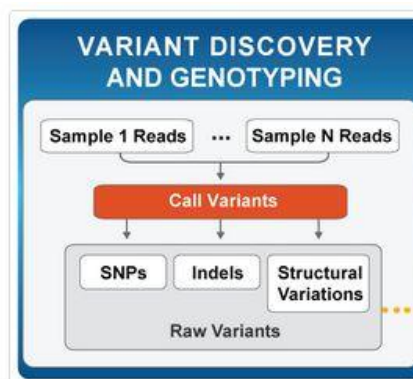 VARIANT DISCOVERY
AND GENOTYPING
Sample 1 Reads ... Sample N Reads
Call Variants
SNPs Indels Structural
Variations
Raw Variants